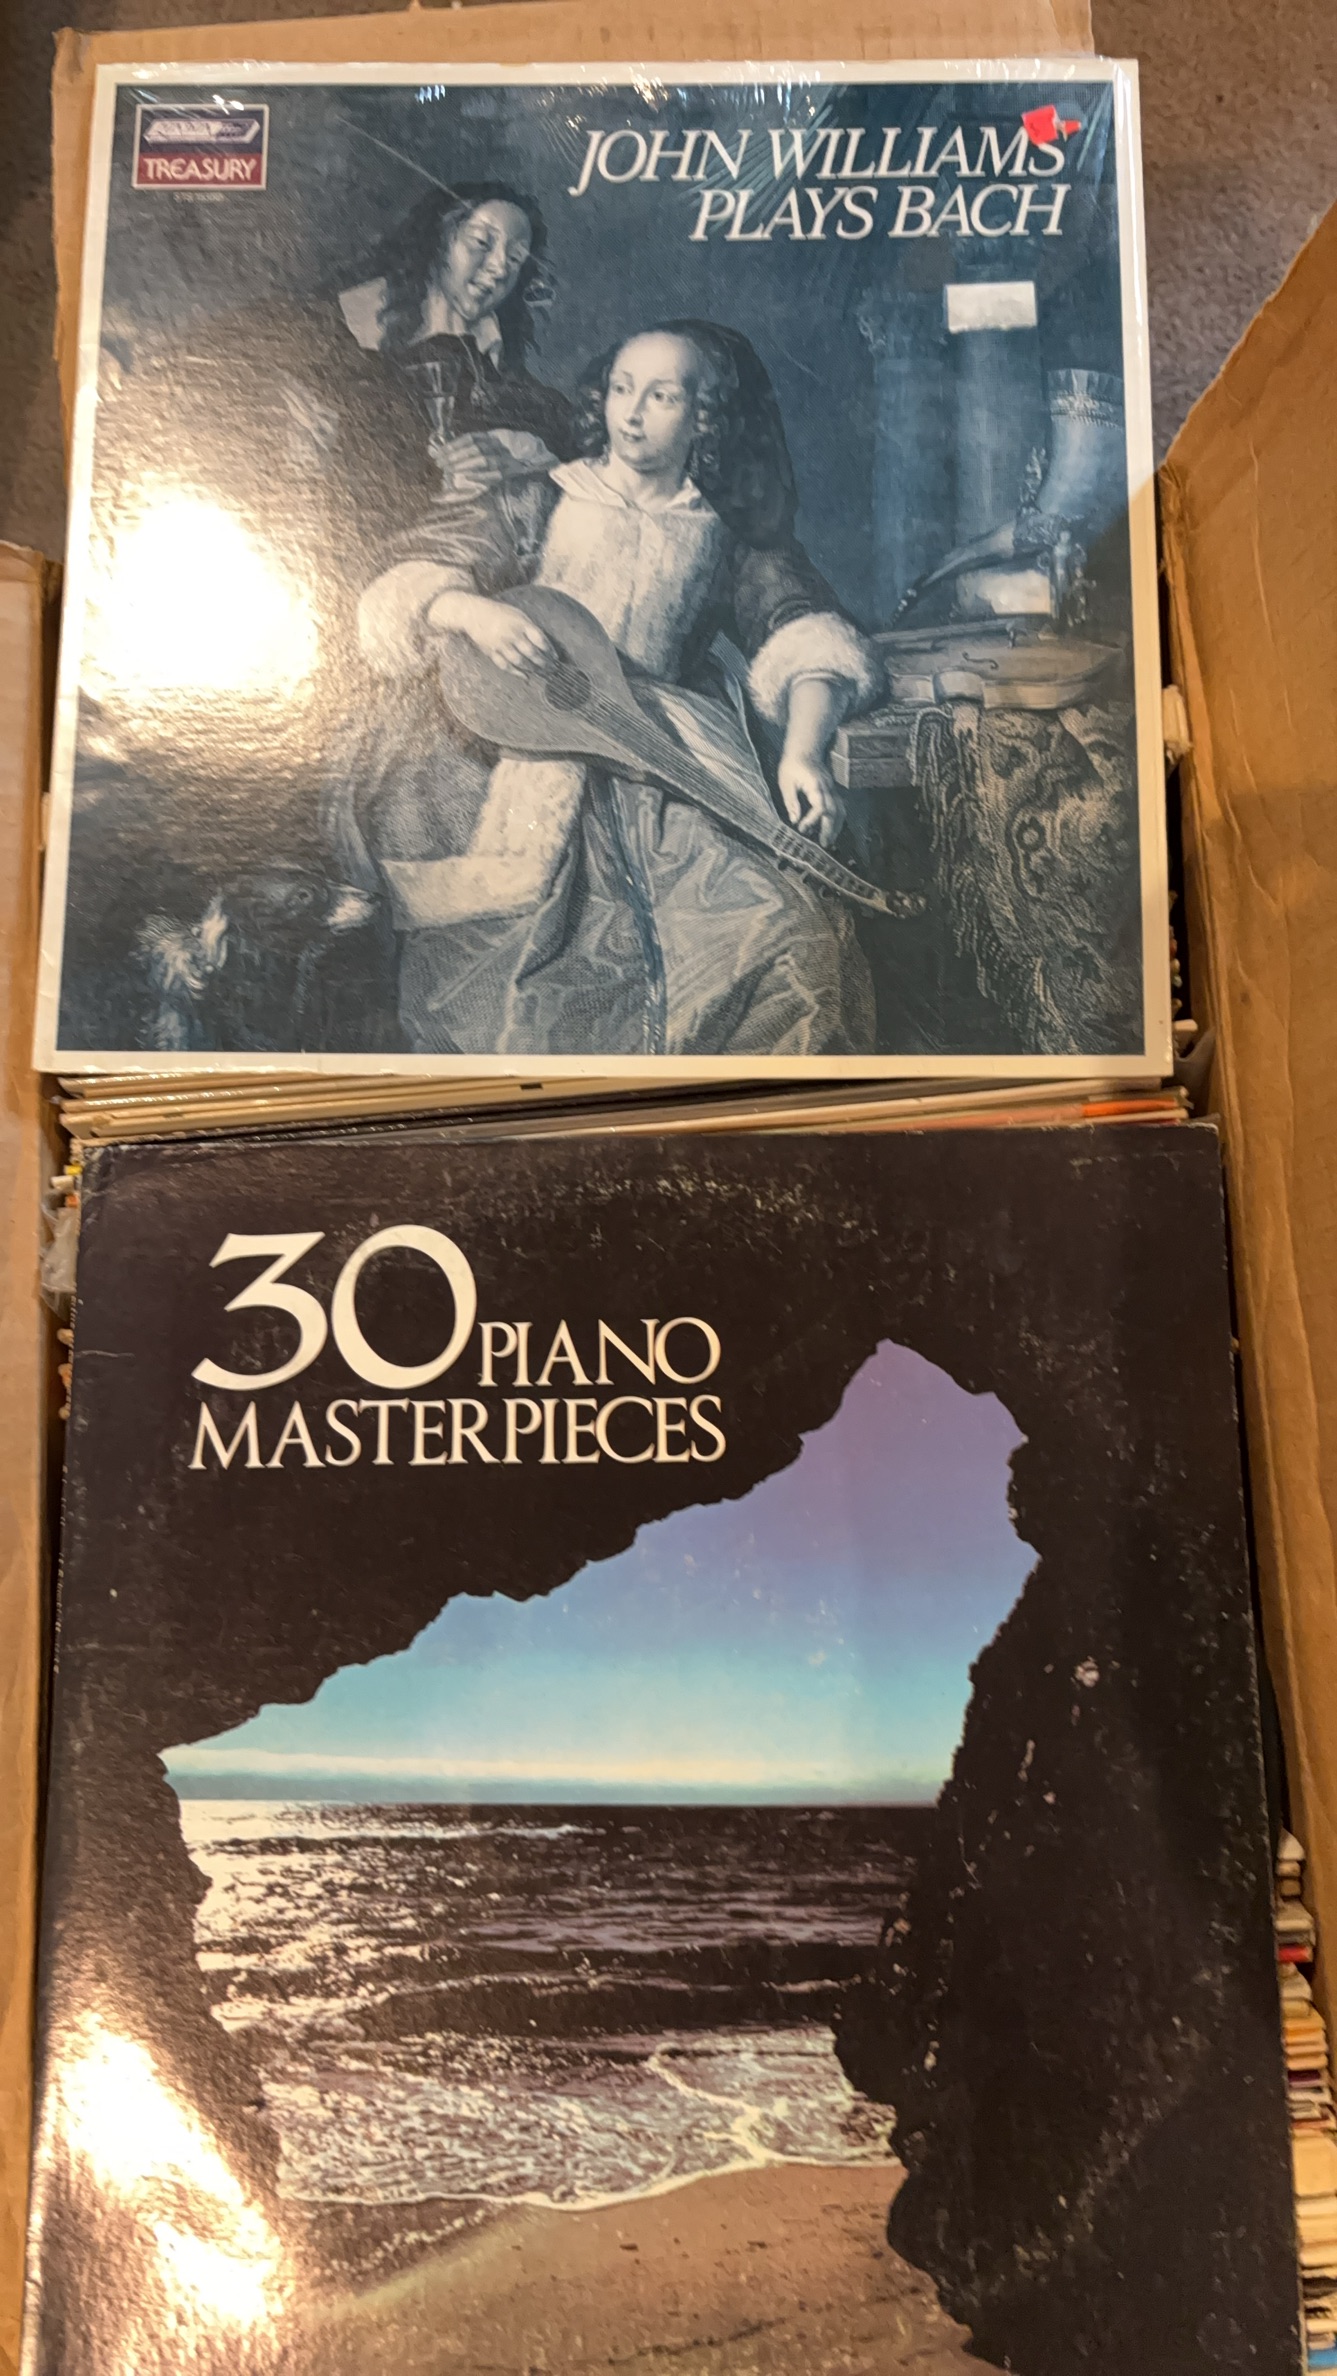 TREASURY
JOHN WILLIAMS
PLAYS BACH
30 PIANO
MASTERPIECES